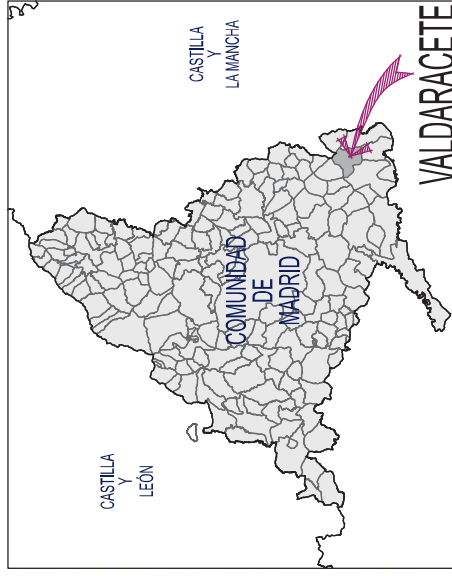 CASTILLA
Y
LEÓN
COMUNIDAD
DE
MADRID
CASTILLA
Y
LA MANCHA
VALDARACETE